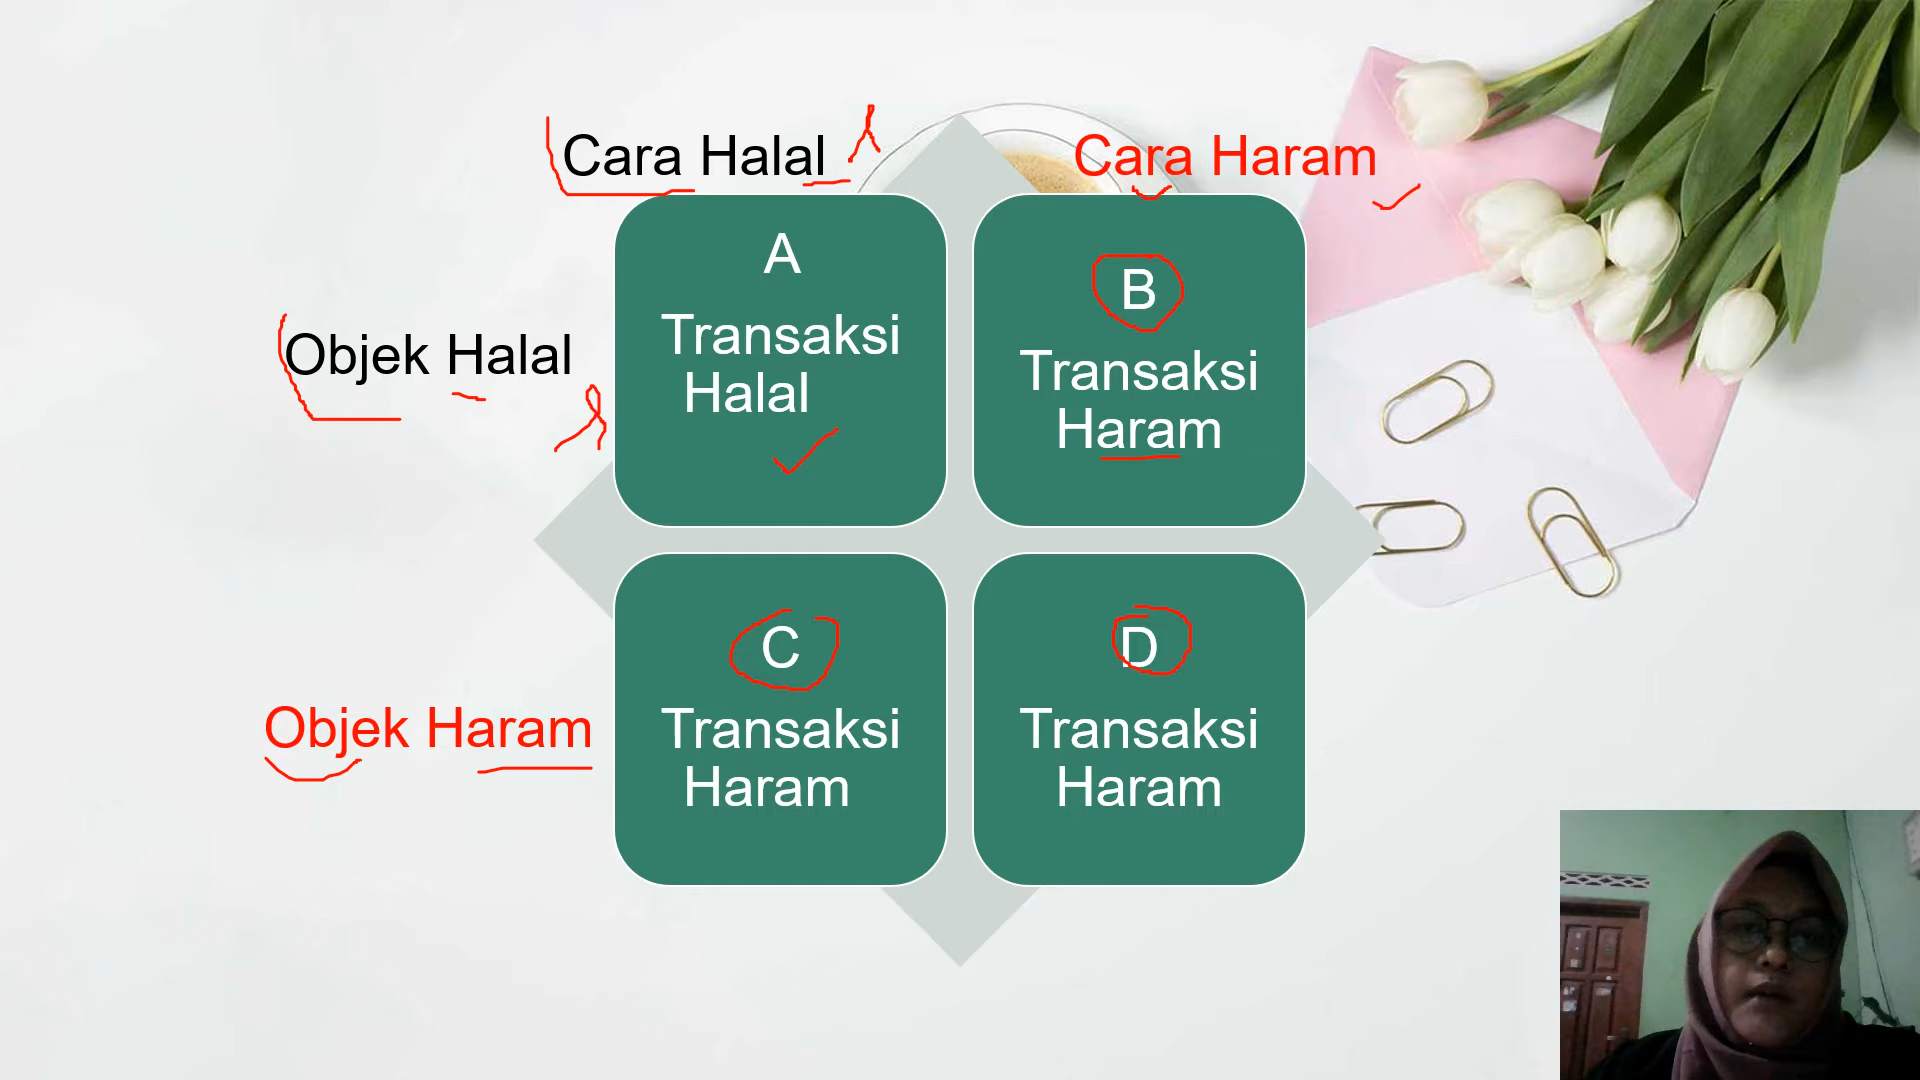 Cara Halal
Cara Haram
Objek Halal
A
Transaksi
Halal
B
Transaksi
Haram
Objek Haram
C
Transaksi
Haram
D
Transaksi
Haram